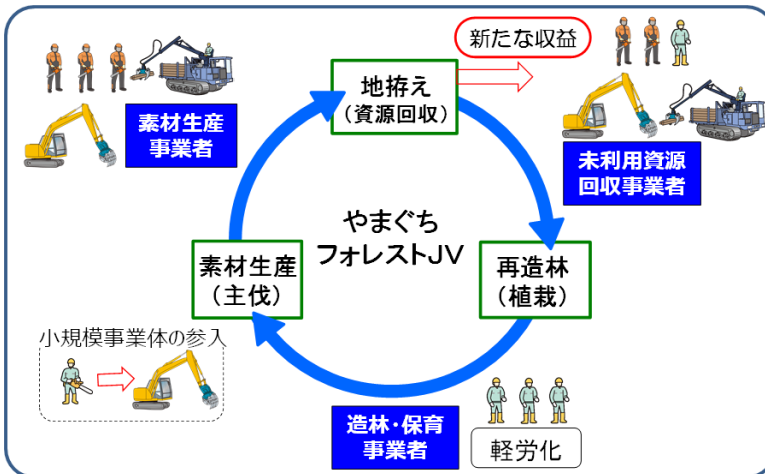 新たな収益
地拵え
(資源回収)
素材生産
事業者
未利用資源
回収事業者
やまぐち
フォレストJV
素材生産
(主伐)
再造林
(植栽)
小規模事業体の参入
造林・保育
事業者
軽労化